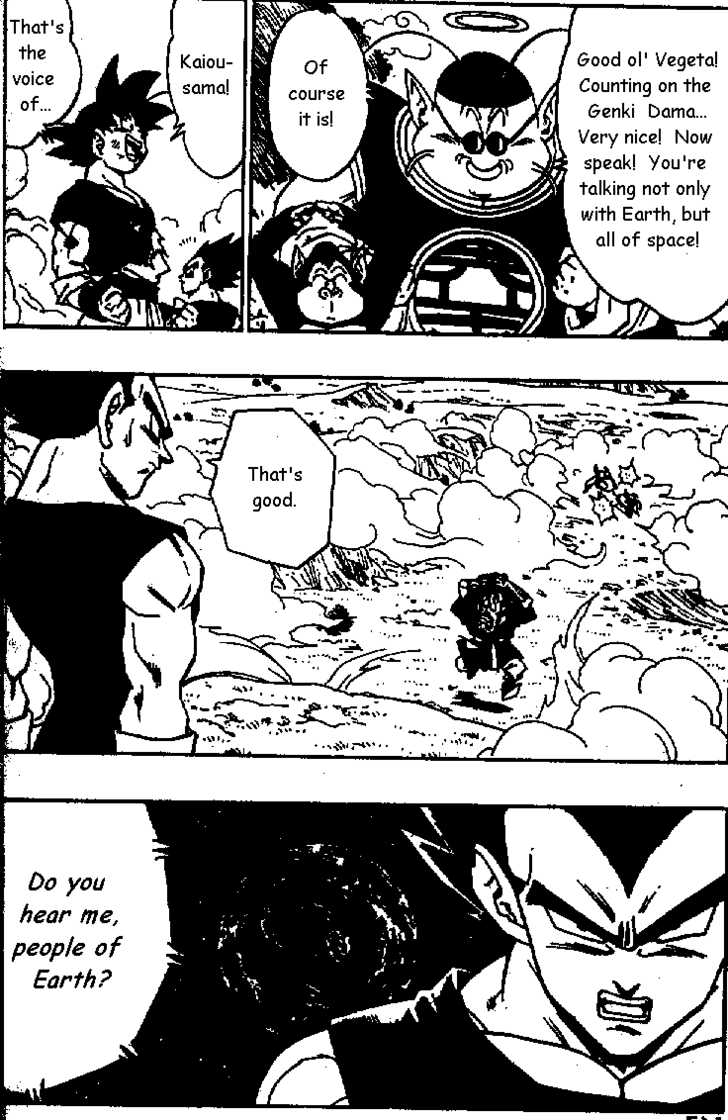 That's
the
voice
of...
Kaiou-
sama!
Of
course
it is!
Good ol' Vegeta!
Counting on the
Genki Dama...
Very nice! Now
speak! You're
talking not only
with Earth, but
all of space!
That's
good.
Do you
hear me,
people of
Earth?